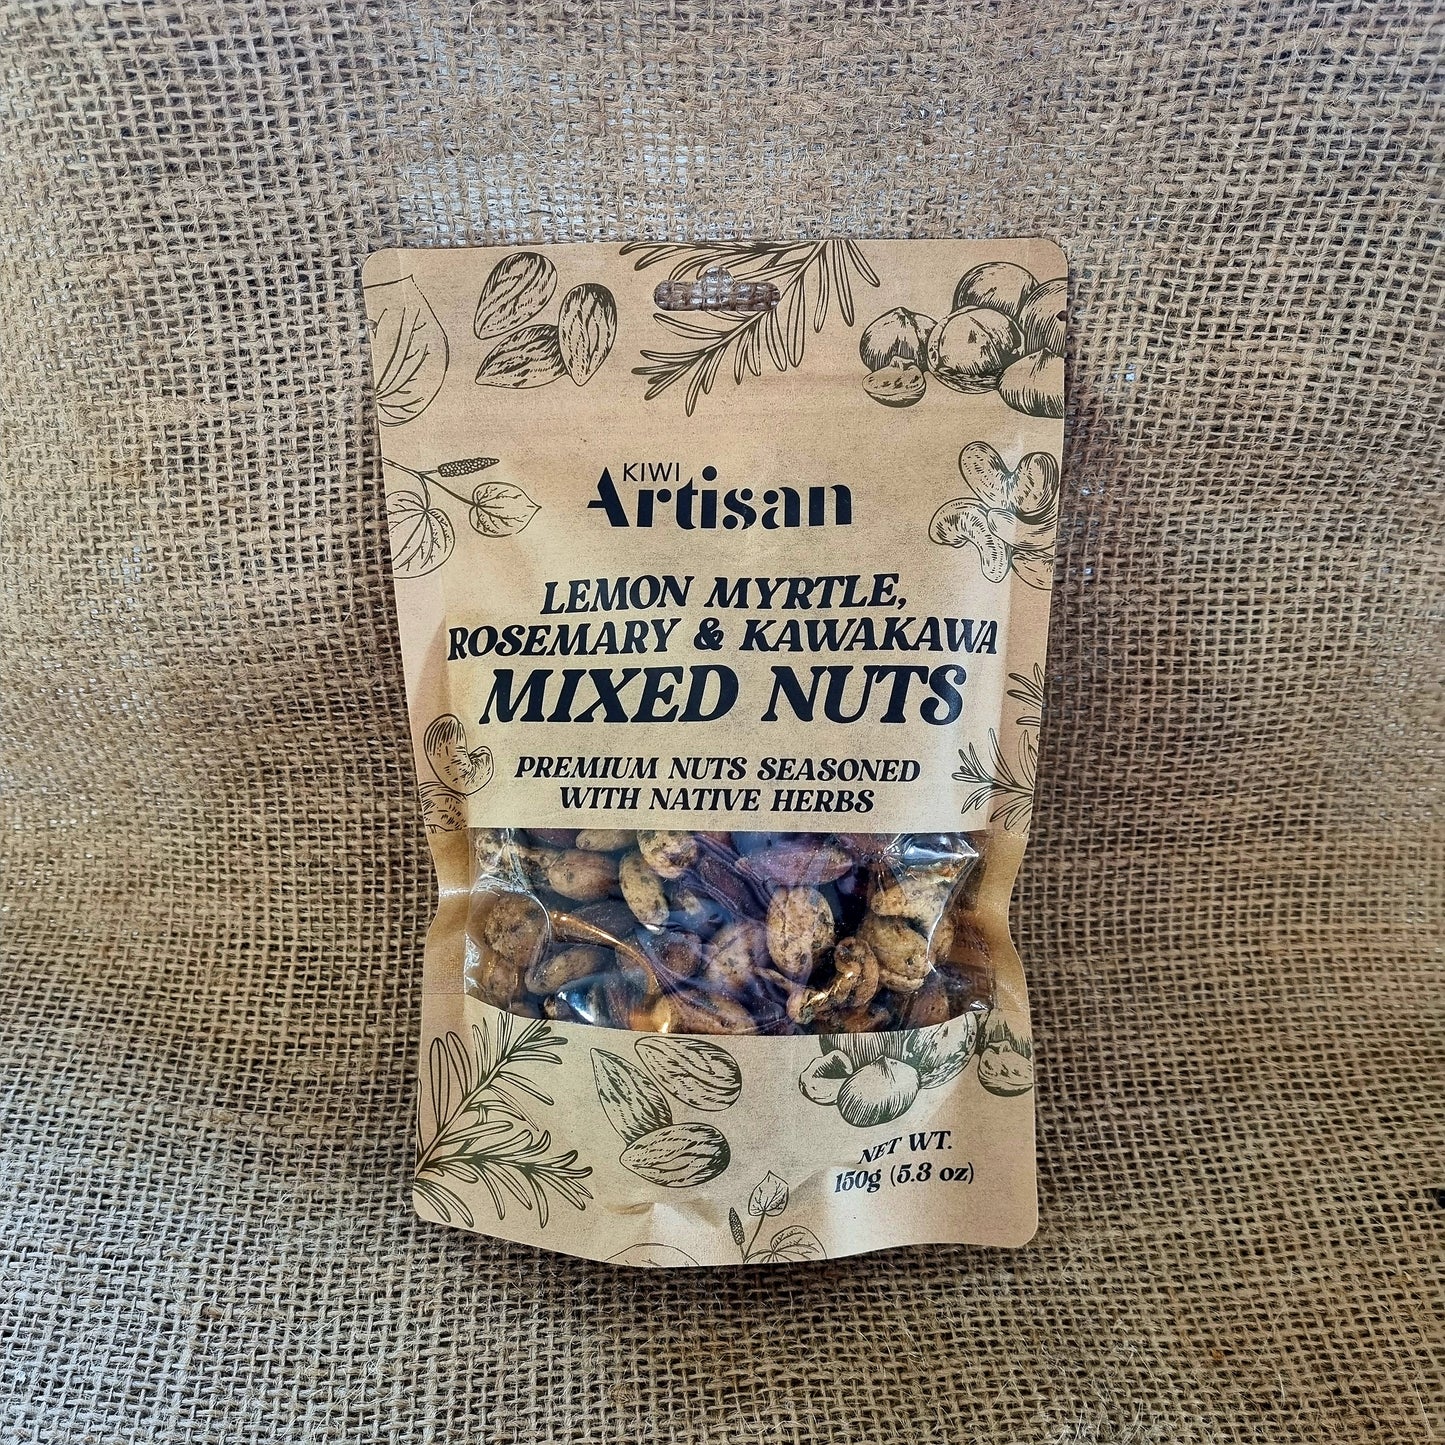 KIWI
Artisan
LEMON MYRTLE,
ROSEMARY & KAWAKAWA
MIXED NUTS
PREMIUM NUTS SEASONED
WITH NATIVE HERBS
NET WT.
150g (5.3 oz)